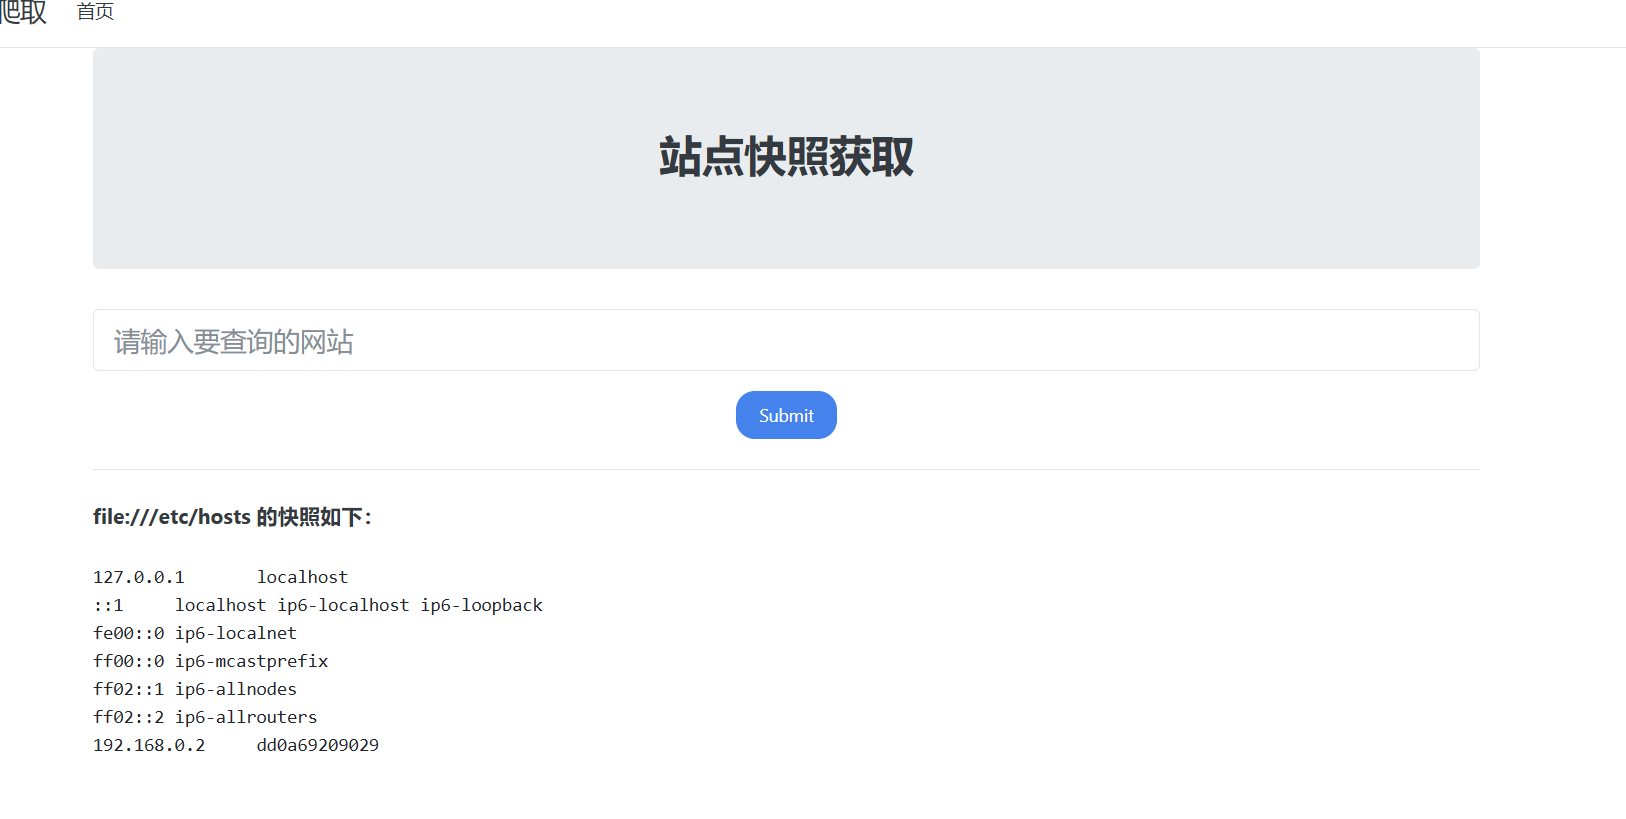 爬取 首页
站点快照获取
请输入要查询的网站
Submit
file:///etc/hosts 的快照如下：
127.0.0.1 localhost
::1 localhost ip6-localhost ip6-loopback
fe00::0 ip6-localnet
ff00::0 ip6-mcastprefix
ff02::1 ip6-allnodes
ff02::2 ip6-allrouters
192.168.0.2 dd0a69209029